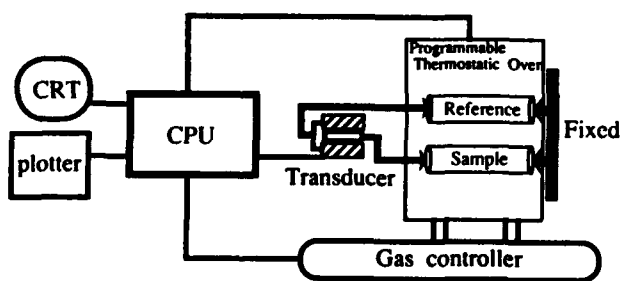 Programmable
Thermostatic Oven
CRT
CPU
Reference
Fixed
plotter
Transducer
Sample
Gas controller